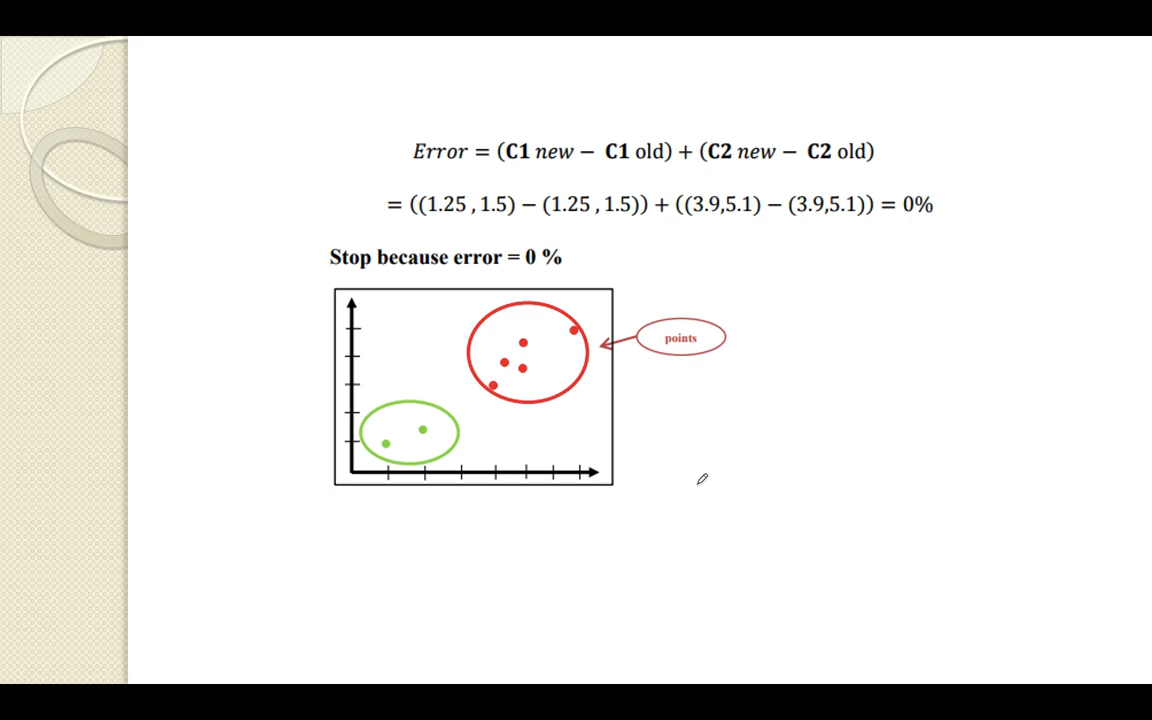 Error = (C1 new − C1 old) + (C2 new − C2 old)
= ((1.25 , 1.5) − (1.25 , 1.5)) + ((3.9,5.1) − (3.9,5.1)) = 0%
Stop because error = 0 %
points